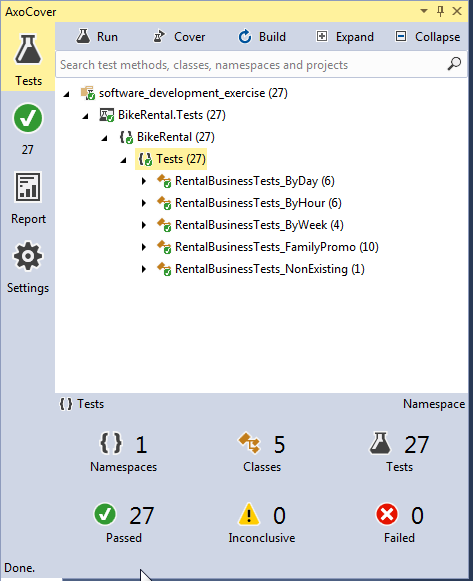 AxoCover
Run Cover Build Expand Collapse
Search test methods, classes, namespaces and projects
Tests
27
Report
Settings
software_development_exercise (27)
BikeRental.Tests (27)
{} BikeRental (27)
{} Tests (27)
RentalBusinessTests_ByDay (6)
RentalBusinessTests_ByHour (6)
RentalBusinessTests_ByWeek (4)
RentalBusinessTests_FamilyPromo (10)
RentalBusinessTests_NonExisting (1)
{} Tests Namespace
{} 1 5 27
Namespaces Classes Tests
27 0 0
Passed Inconclusive Failed
Done.